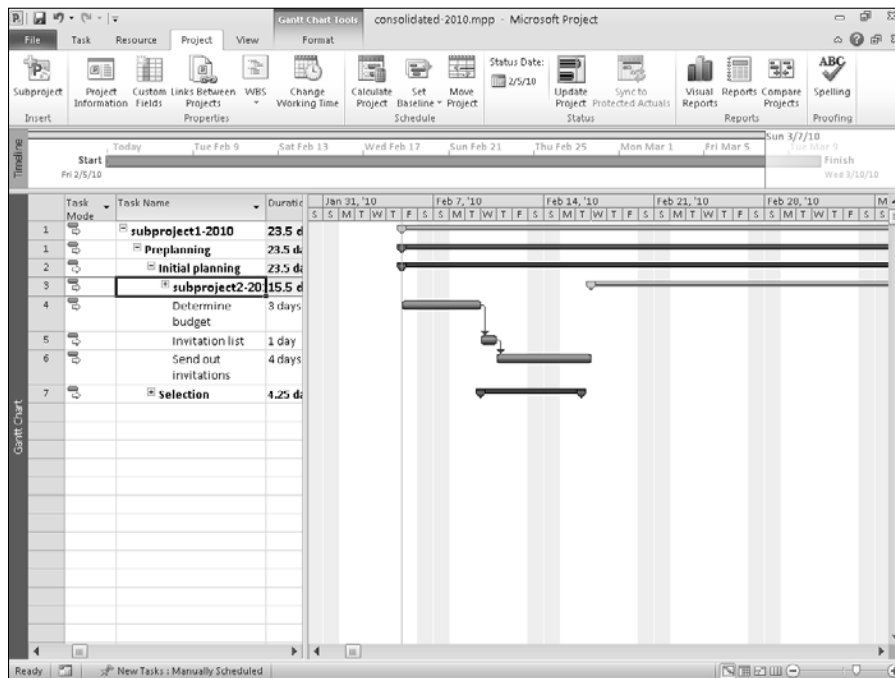 Gantt Chart Tools
consolidated-2010.mpp - Microsoft Project
File Task Resource Project View Format
Subproject
Project Information
Custom Fields
Links Between Projects
WBS
Change Working Time
Calculate Project
Set Baseline
Move Project
Status Date:
2/5/10
Update Project
Sync to Protected Actuals
Visual Reports
Reports
Compare Projects
ABC
Spelling
Insert Properties Schedule Status Reports Proofing
Timeline
Sun 3/7/10
Today Tue Feb 9 Sat Feb 13 Wed Feb 17 Sun Feb 21 Thu Feb 25 Mon Mar 1 Fri Mar 5 Tue Mar 9
Start
Fri 2/5/10
Finish
Wed 3/10/10
Task Mode Task Name Duratic
Jan 31, '10 Feb 7, '10 Feb 14, '10 Feb 21, '10 Feb 28, '10 M
S S M T W T F S S M T W T F S S M T W T F S S M T W T F S S M T W T F S S
1 subproject1-2010 23.5 d
1 Preplanning 23.5 da
2 Initial planning 23.5 da
3 subproject2-201 15.5 d
4 Determine budget 3 days
5 Invitation list 1 day
6 Send out invitations 4 days
7 Selection 4.25 da
Gantt Chart
Ready New Tasks : Manually Scheduled